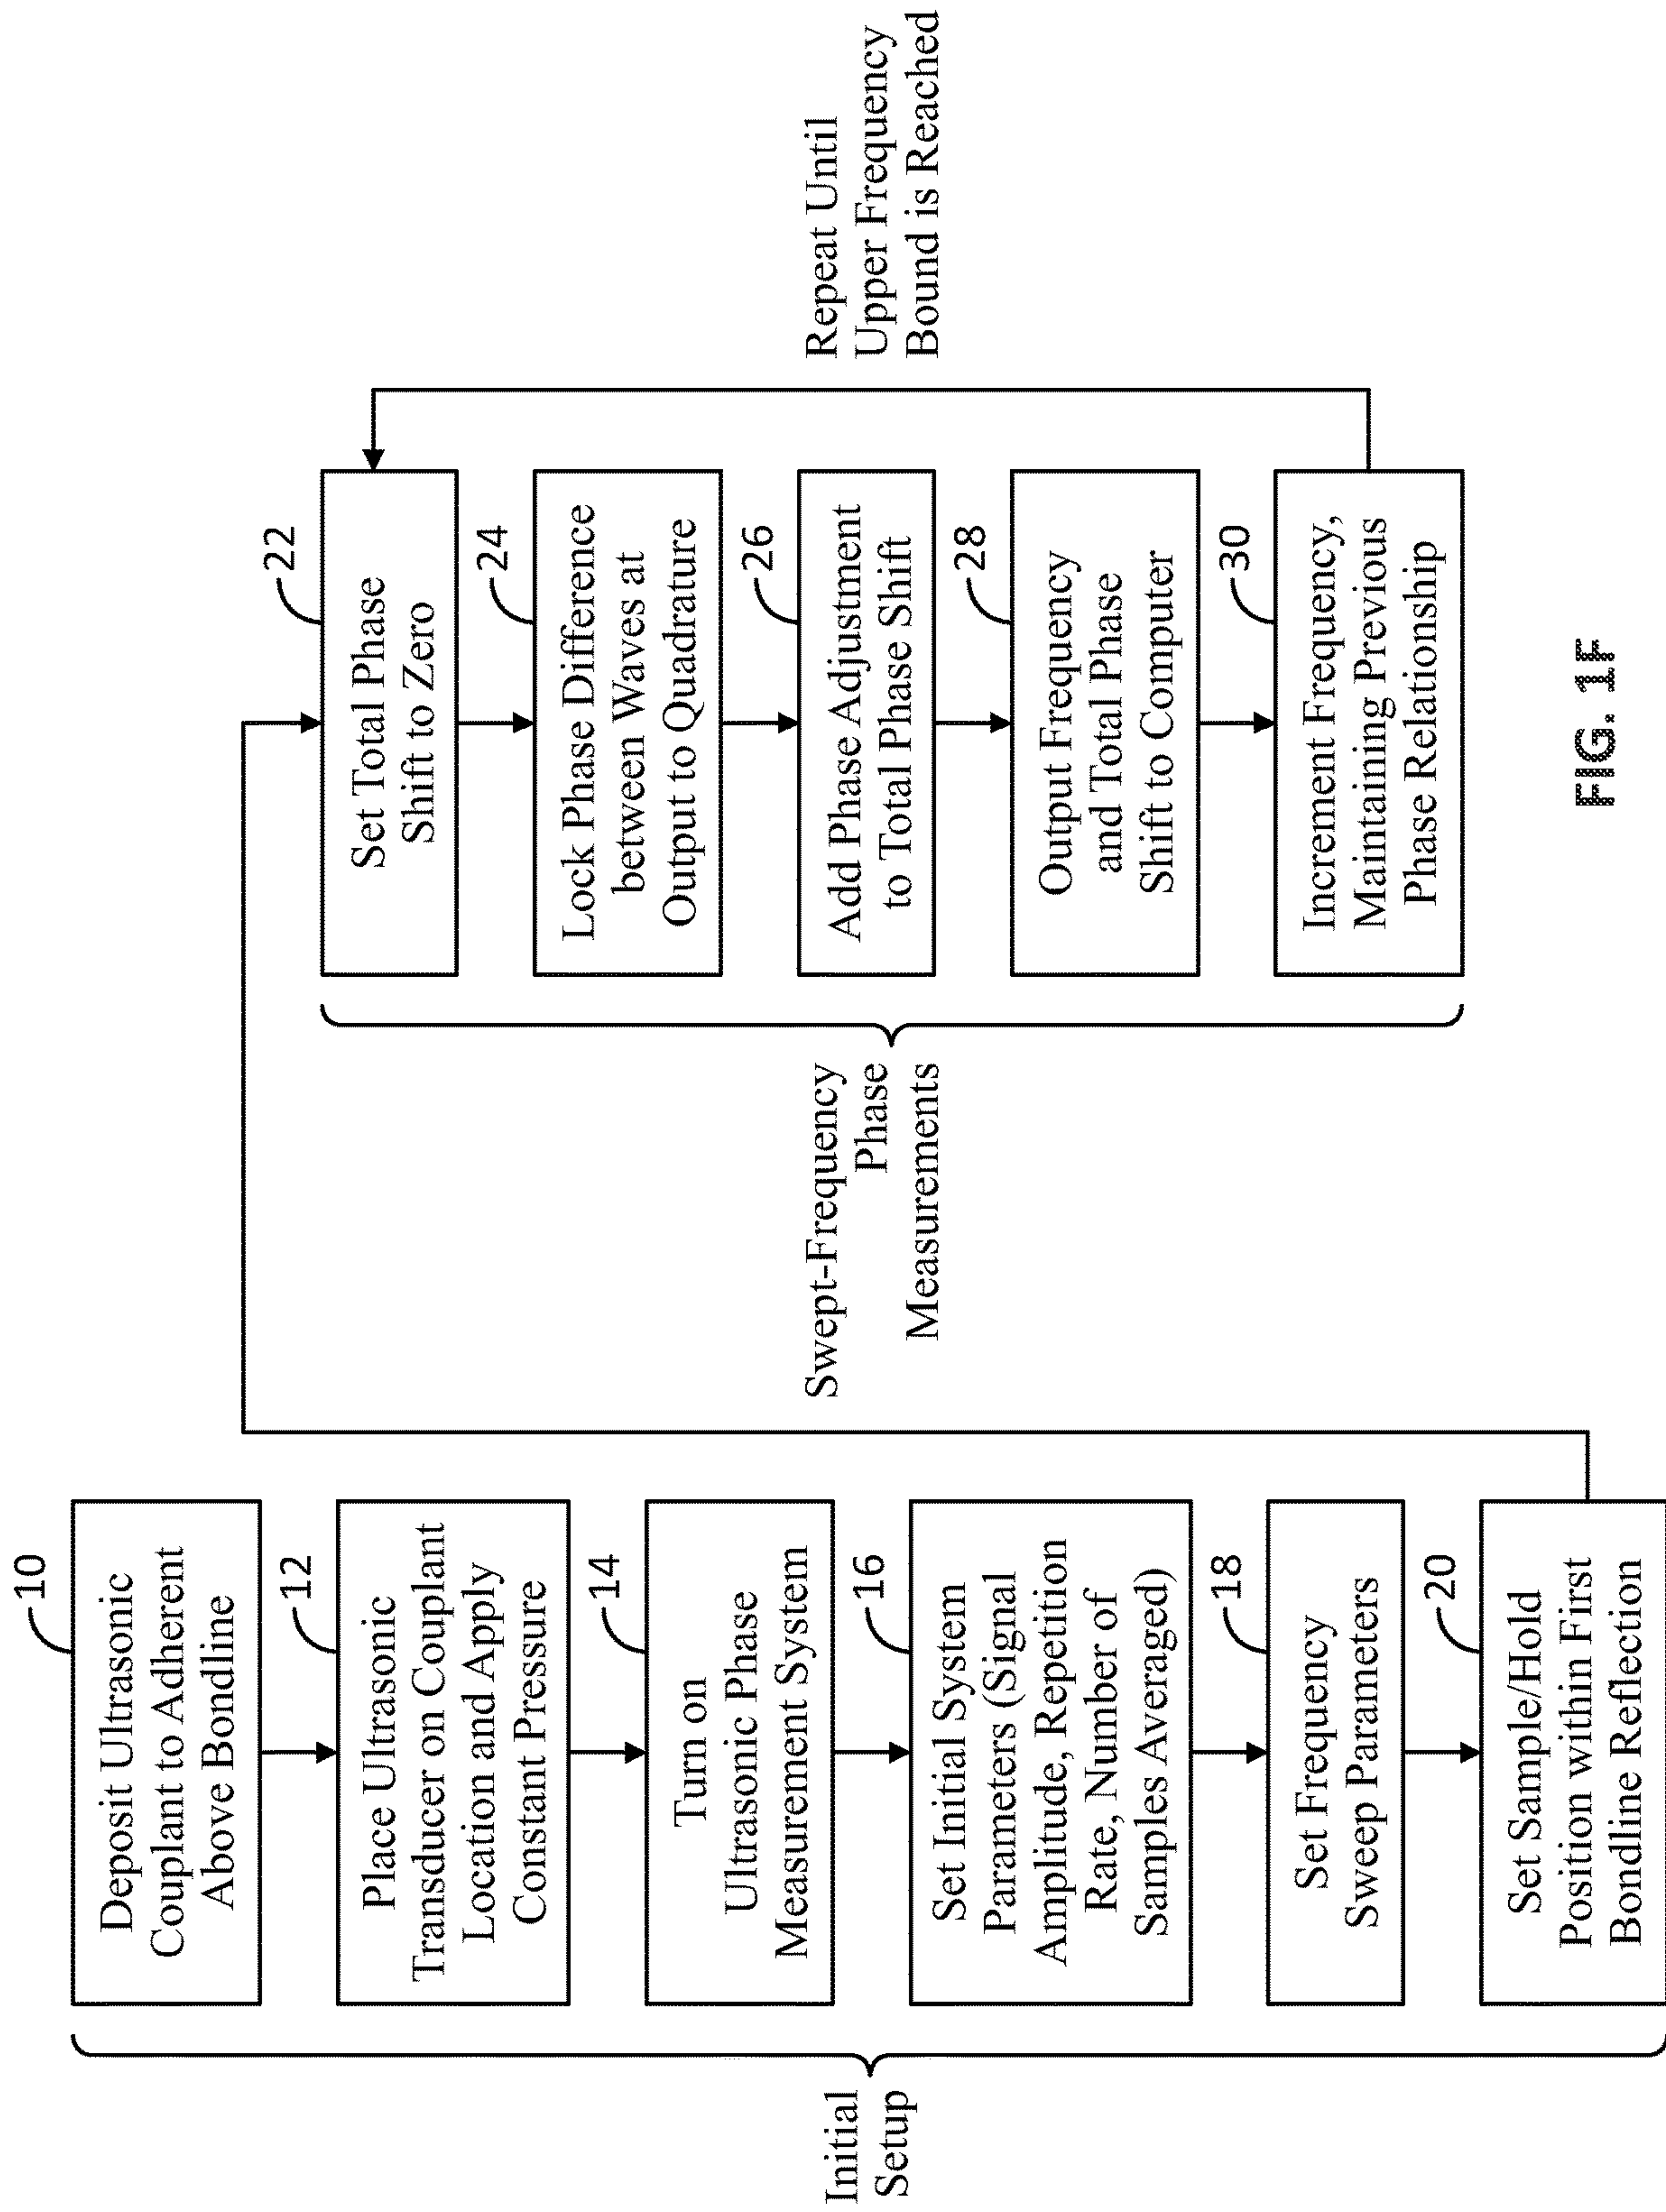 Initial
Setup
10
Deposit Ultrasonic
Couplant to Adherent
Above Bondline
12
Place Ultrasonic
Transducer on Couplant
Location and Apply
Constant Pressure
14
Turn on
Ultrasonic Phase
Measurement System
16
Set Initial System
Parameters (Signal
Amplitude, Repetition
Rate, Number of
Samples Averaged)
18
Set Frequency
Sweep Parameters
20
Set Sample/Hold
Position within First
Bondline Reflection
Swept-Frequency
Phase
Measurements
22
Set Total Phase
Shift to Zero
24
Lock Phase Difference
between Waves at
Output to Quadrature
26
Add Phase Adjustment
to Total Phase Shift
28
Output Frequency
and Total Phase
Shift to Computer
30
Increment Frequency,
Maintaining Previous
Phase Relationship
Repeat Until
Upper Frequency
Bound is Reached
FIG. 1F